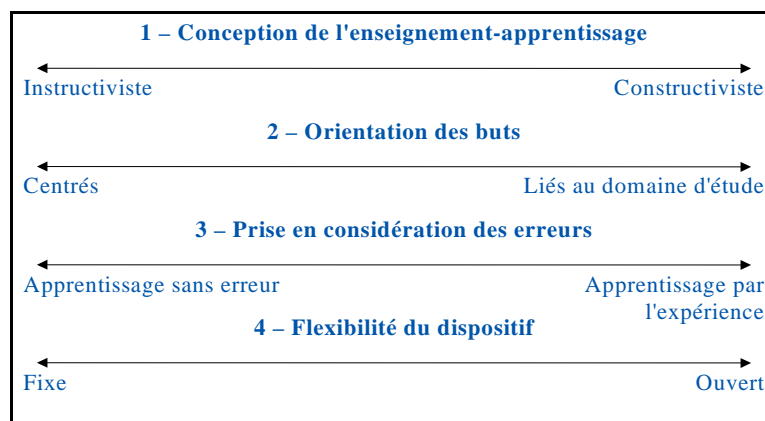 1 – Conception de l'enseignement-apprentissage
Instructiviste Constructiviste
2 – Orientation des buts
Centrés Liés au domaine d'étude
3 – Prise en considération des erreurs
Apprentissage sans erreur Apprentissage par
l'expérience
4 – Flexibilité du dispositif
Fixe Ouvert